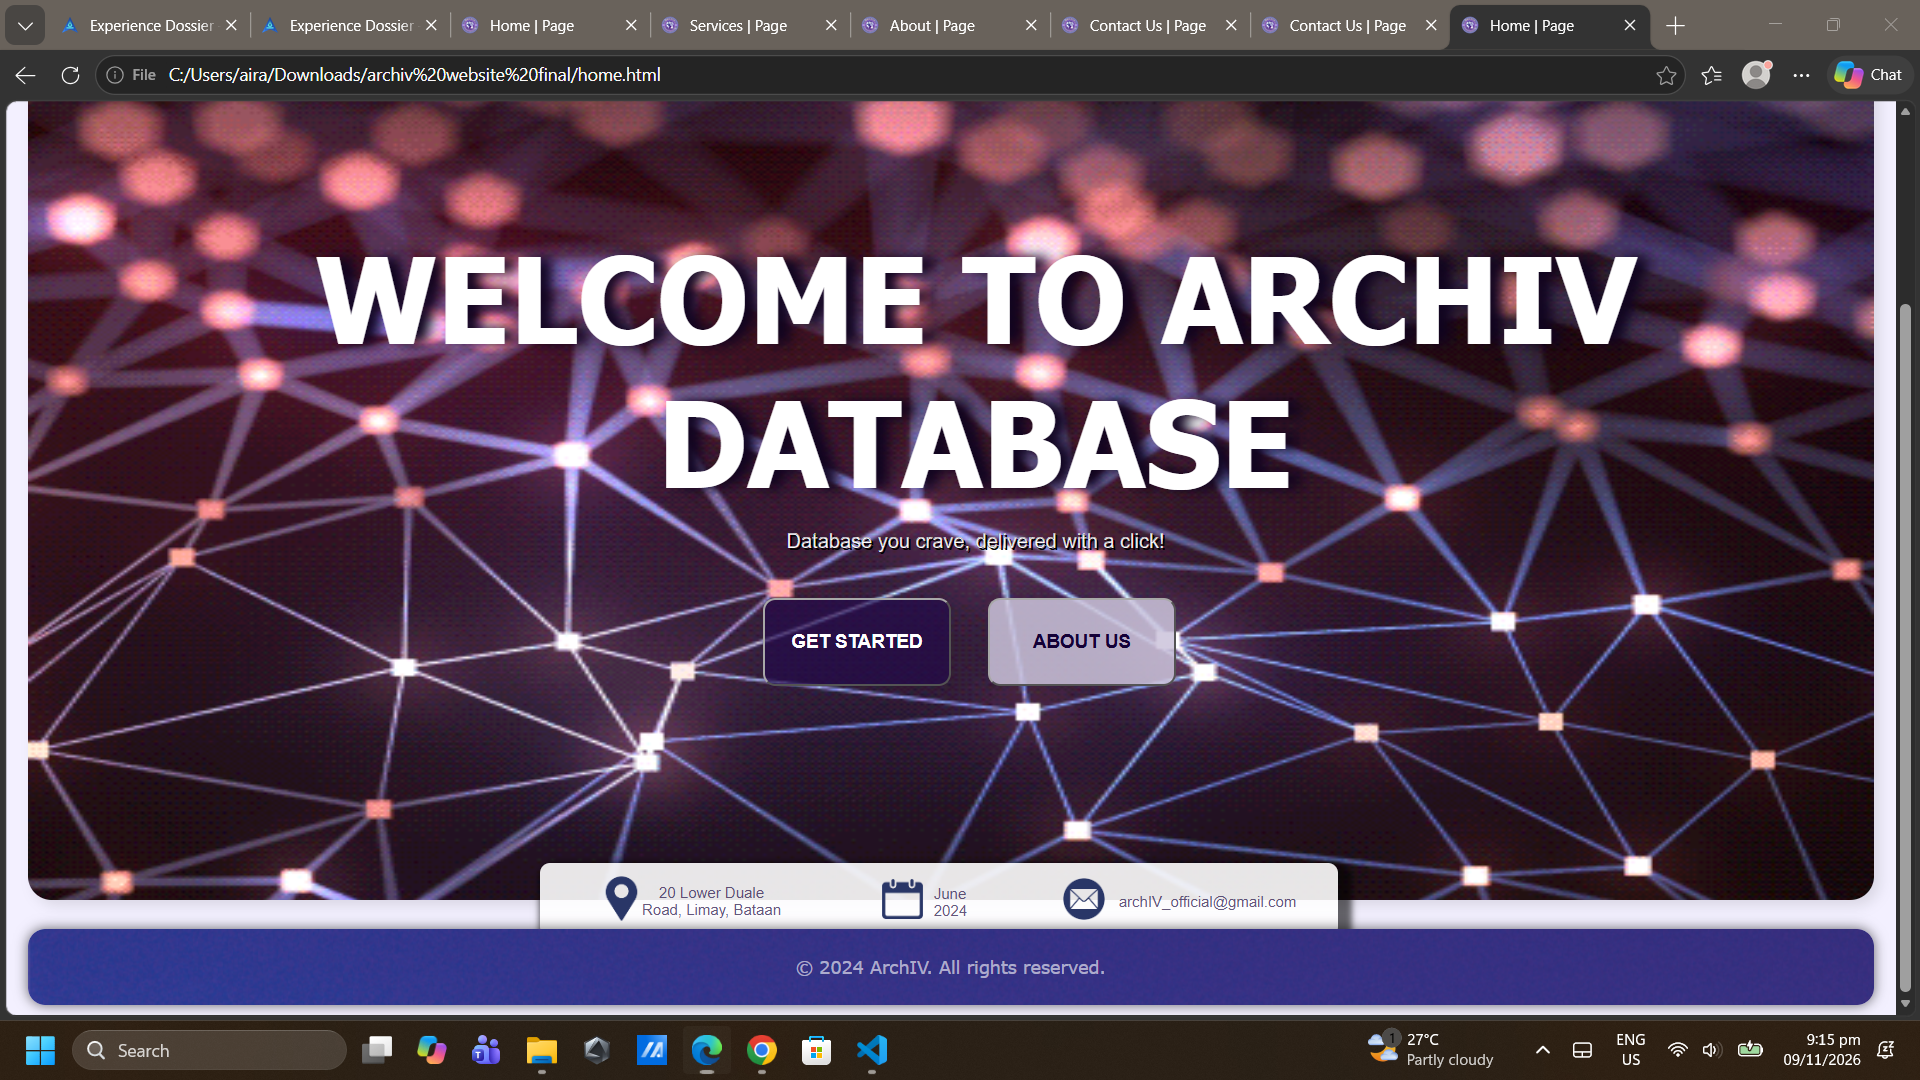 Experience Dossier
Experience Dossier
Home | Page
Services | Page
About | Page
Contact Us | Page
Contact Us | Page
Home | Page
File
C:/Users/aira/Downloads/archiv%20website%20final/home.html
Chat
WELCOME TO ARCHIV
DATABASE
Database you crave, delivered with a click!
GET STARTED
ABOUT US
20 Lower Duale
Road, Limay, Bataan
June
2024
archIV_official@gmail.com
© 2024 ArchIV. All rights reserved.
Search
1
27°C
Partly cloudy
ENG
US
9:15 pm
09/11/2026